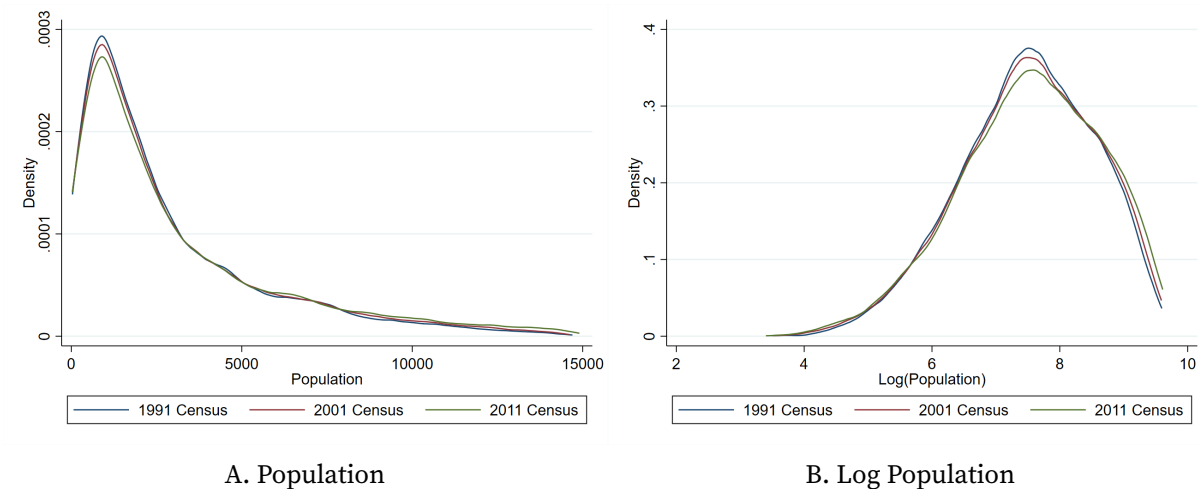 Density
0 .0001 .0002 .0003
0 5000 10000 15000
Population
1991 Census 2001 Census 2011 Census
A. Population
Density
0 .1 .2 .3 .4
2 4 6 8 10
Log(Population)
1991 Census 2001 Census 2011 Census
B. Log Population